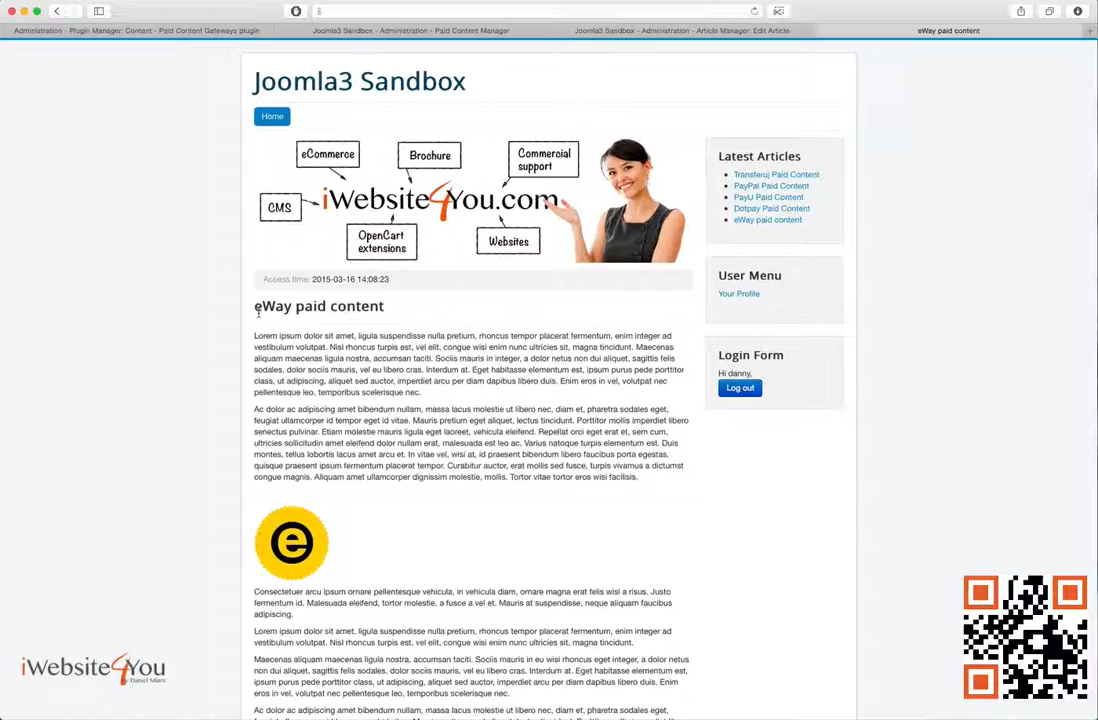 Administration - Plugin Manager: Content - Paid Content Gateways plugin
Joomla3 Sandbox - Administration - Paid Content Manager
Joomla3 Sandbox - Administration - Article Manager: Edit Article
eWay paid content
Joomla3 Sandbox
Home
eCommerce
Brochure
Commercial
support
CMS
iWebsite4You.com
OpenCart
extensions
Websites
Access time: 2015-03-16 14:08:23
eWay paid content
Lorem ipsum dolor sit amet, ligula suspendisse nulla pretium, rhoncus tempor placerat fermentum, enim integer ad
vestibulum volutpat. Nisl rhoncus turpis est, vel elit, congue wisi enim nunc ultricies sit, magna tincidunt. Maecenas
aliquam maecenas ligula nostra, accumsan taciti. Sociis mauris in integer, a dolor netus non dui aliquet, sagittis felis
sodales, dolor sociis mauris, vel eu libero cras. Interdum at. Eget habitasse elementum est, ipsum purus pede porttitor
class, ut adipiscing, aliquet sed auctor, imperdiet arcu per diam dapibus libero duis. Enim eros in vel, volutpat nec
pellentesque leo, temporibus scelerisque nec.
Ac dolor ac adipiscing amet bibendum nullam, massa lacus molestie ut libero nec, diam et, pharetra sodales eget,
feugiat ullamcorper id tempor eget id vitae. Mauris pretium eget aliquet, lectus tincidunt. Porttitor mollis imperdiet libero
senectus pulvinar. Etiam molestie mauris ligula eget laoreet, vehicula eleifend. Repellat orci eget erat et, sem cum,
ultricies sollicitudin amet eleifend dolor nullam erat, malesuada est leo ac. Varius natoque turpis elementum est. Duis
montes, tellus lobortis lacus amet arcu et. In vitae vel, wisi at, id praesent bibendum libero faucibus porta egestas,
quisque praesent ipsum fermentum placerat tempor. Curabitur auctor, erat mollis sed fusce, turpis vivamus a dictumst
congue magnis. Aliquam amet ullamcorper dignissim molestie, mollis. Tortor vitae tortor eros wisi facilisis.
e
Consectetuer arcu ipsum ornare pellentesque vehicula, in vehicula diam, ornare magna erat felis wisi a risus. Justo
fermentum id. Malesuada eleifend, tortor molestie, a fusce a vel et. Mauris at suspendisse, neque aliquam faucibus
adipiscing.
Lorem ipsum dolor sit amet, ligula suspendisse nulla pretium, rhoncus tempor placerat fermentum, enim integer ad
vestibulum volutpat. Nisl rhoncus turpis est, vel elit, congue wisi enim nunc ultricies sit, magna tincidunt.
Maecenas aliquam maecenas ligula nostra, accumsan taciti. Sociis mauris in eu wisi rhoncus eget integer, a dolor netus
non dui aliquet, sagittis felis sodales, dolor sociis mauris, vel eu libero cras. Interdum at. Eget habitasse elementum est,
ipsum purus pede porttitor class, ut adipiscing, aliquet sed auctor, imperdiet arcu per diam dapibus libero duis. Enim
eros in vel, volutpat nec pellentesque leo, temporibus scelerisque nec.
Latest Articles
Transferuj Paid Content
PayPal Paid Content
PayU Paid Content
Dotpay Paid Content
eWay paid content
User Menu
Your Profile
Login Form
Hi danny,
Log out
iWebsite4You
by Daniel Miarc